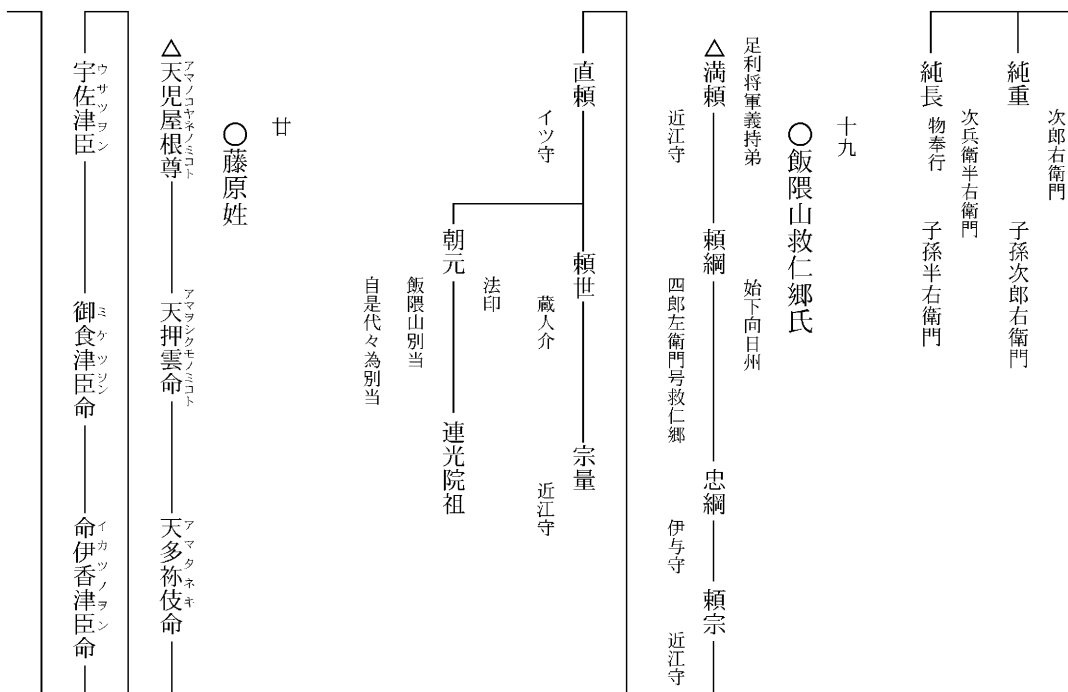 次郎右衛門
純重
子孫次郎右衛門
次兵衛半右衛門
純長
物奉行
子孫半右衛門
十九
○飯隈山救仁郷氏
足利将軍義持弟
始下向日州
△満頼
頼綱
忠綱
頼宗
近江守
四郎左衛門号救仁郷
伊与守
近江守
直頼
頼世
宗量
イツ守
蔵人介
近江守
法印
朝元
連光院祖
飯隈山別当
自是代々為別当
廿
○藤原姓
アマノコヤネノミコト
アマヲシクモノミコト
アマタネキ
△天児屋根尊
天押雲命
天多祢伎命
ウサツヲン
ミケツヲン
イカツノヲン
宇佐津臣
御食津臣命
命伊香津臣命